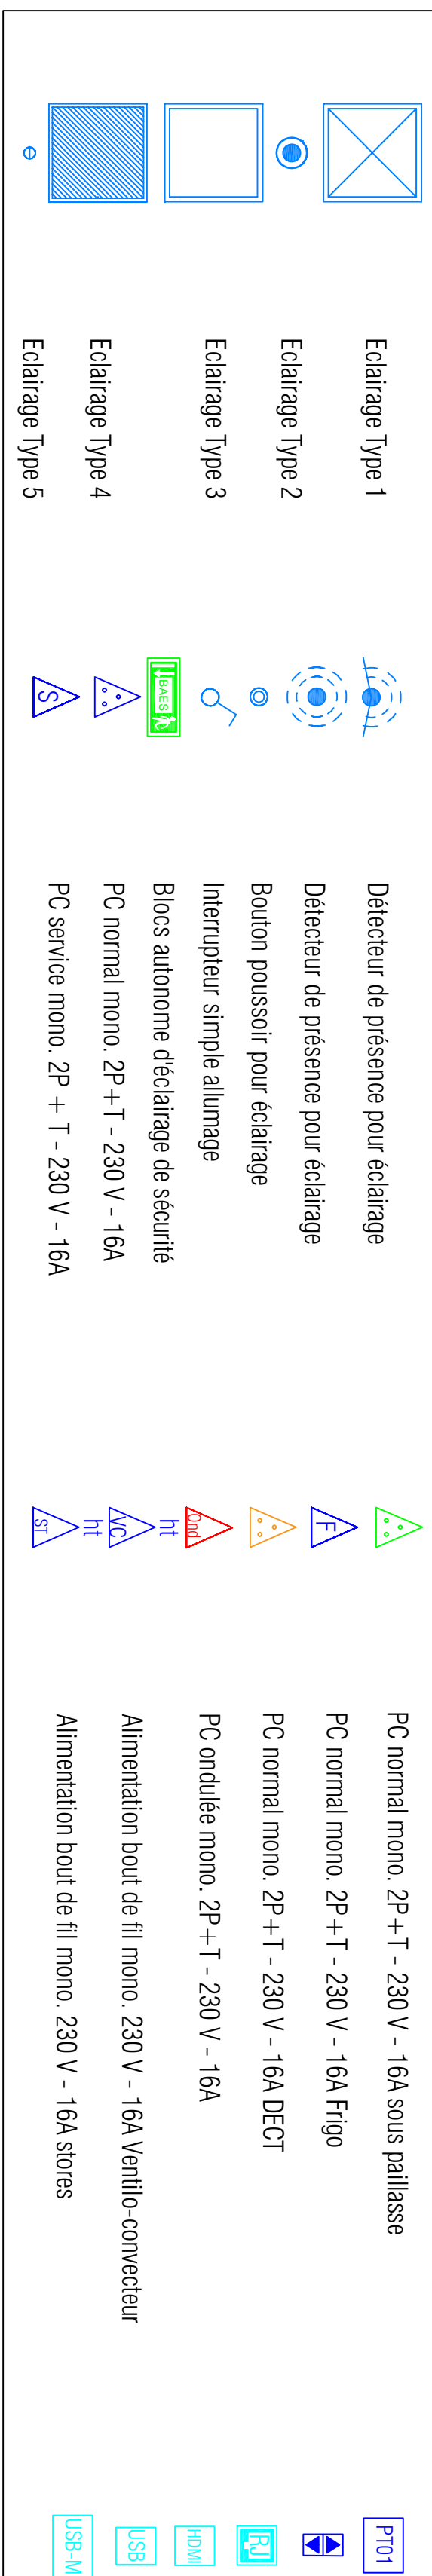 Eclairage Type 1
Eclairage Type 2
Eclairage Type 3
Eclairage Type 4
Eclairage Type 5
Détecteur de présence pour éclairage
Détecteur de présence pour éclairage
Bouton poussoir pour éclairage
Interrupteur simple allumage
BAES
Blocs autonome d'éclairage de sécurité
PC normal mono. 2P+T - 230 V - 16A
S
PC service mono. 2P + T - 230 V - 16A
PC normal mono. 2P+T - 230 V - 16A sous paillasse
F
PC normal mono. 2P+T - 230 V - 16A Frigo
PC normal mono. 2P+T - 230 V - 16A DECT
Ond
PC ondulée mono. 2P+T - 230 V - 16A
ht
VC
Alimentation bout de fil mono. 230 V - 16A Ventilo-convecteur
ht
ST
Alimentation bout de fil mono. 230 V - 16A stores
PT01
RJ
HDMI
USB
USB-M